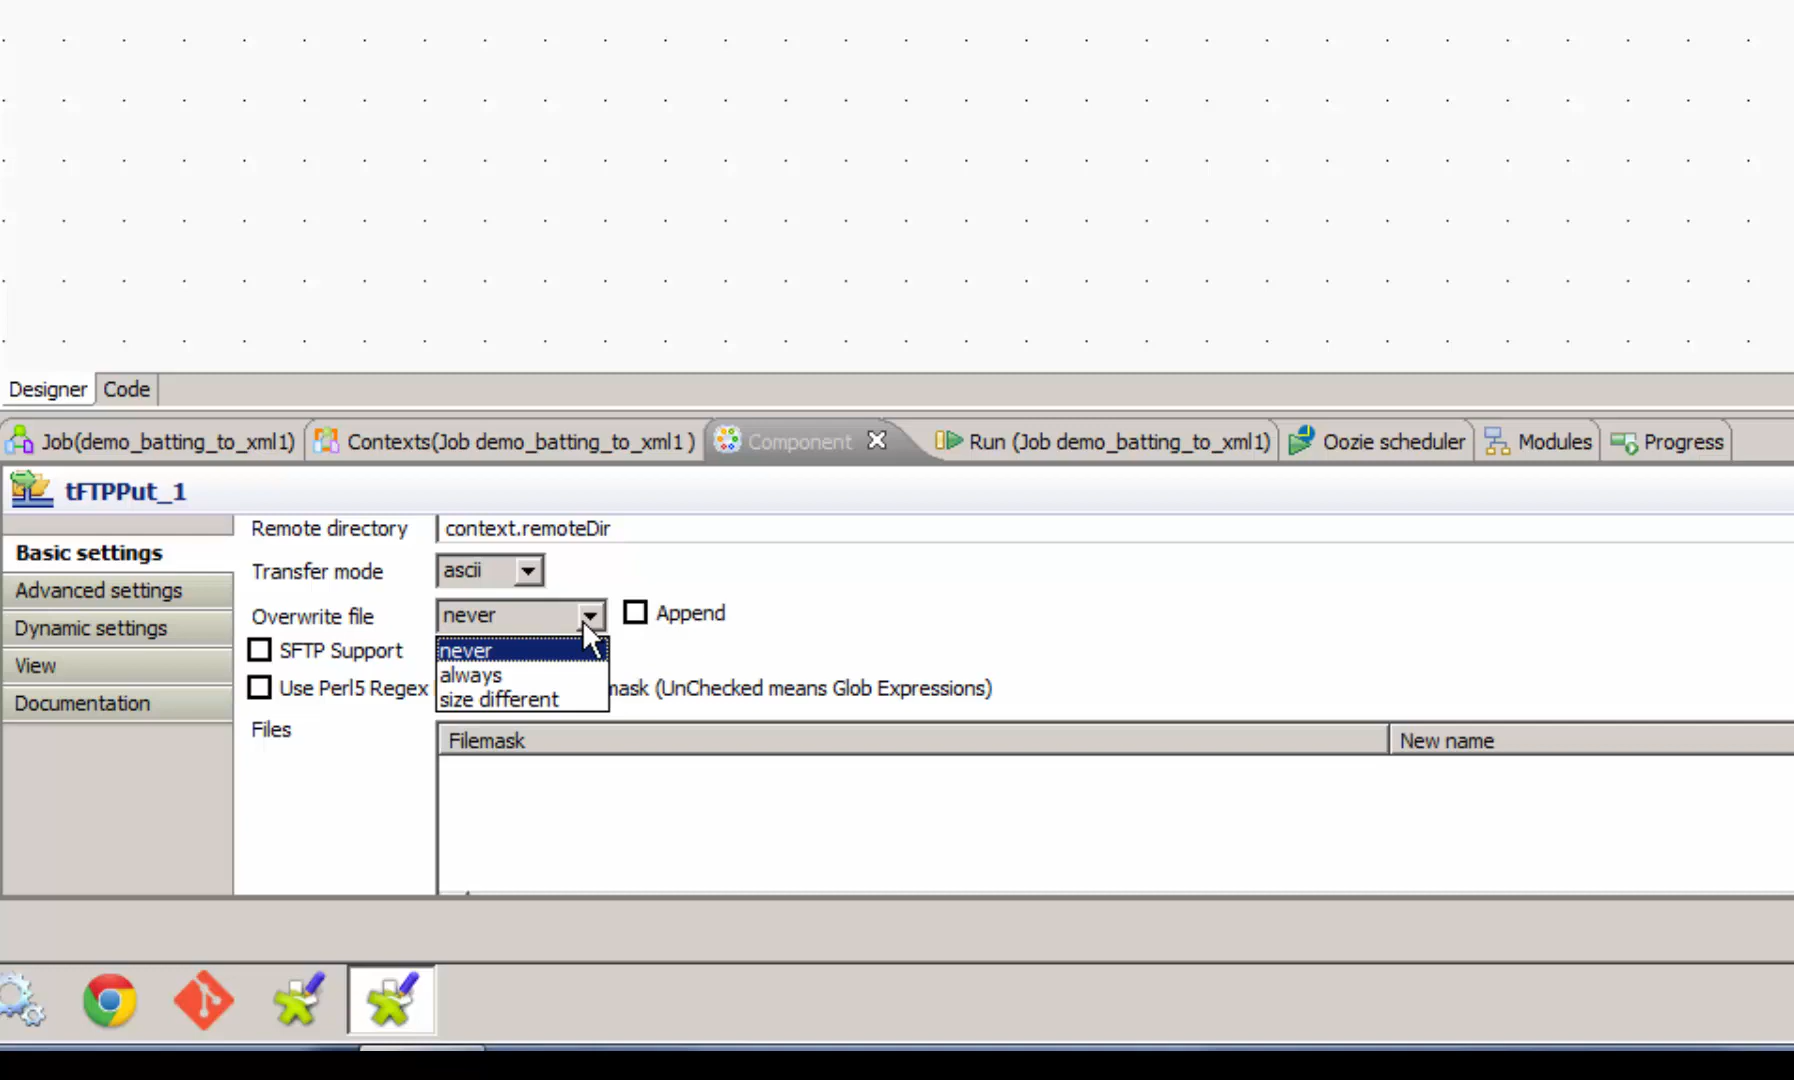 Designer Code
Job(demo_batting_to_xml1) Contexts(Job demo_batting_to_xml1 ) Component Run (Job demo_batting_to_xml1) Oozie scheduler Modules Progress
tFTPPut_1
Remote directory context.remoteDir
Basic settings
Transfer mode ascii
Advanced settings
Overwrite file never Append
Dynamic settings
SFTP Support never
View
always
Use Perl5 Regex mask (UnChecked means Glob Expressions)
size different
Documentation
Files
Filemask New name